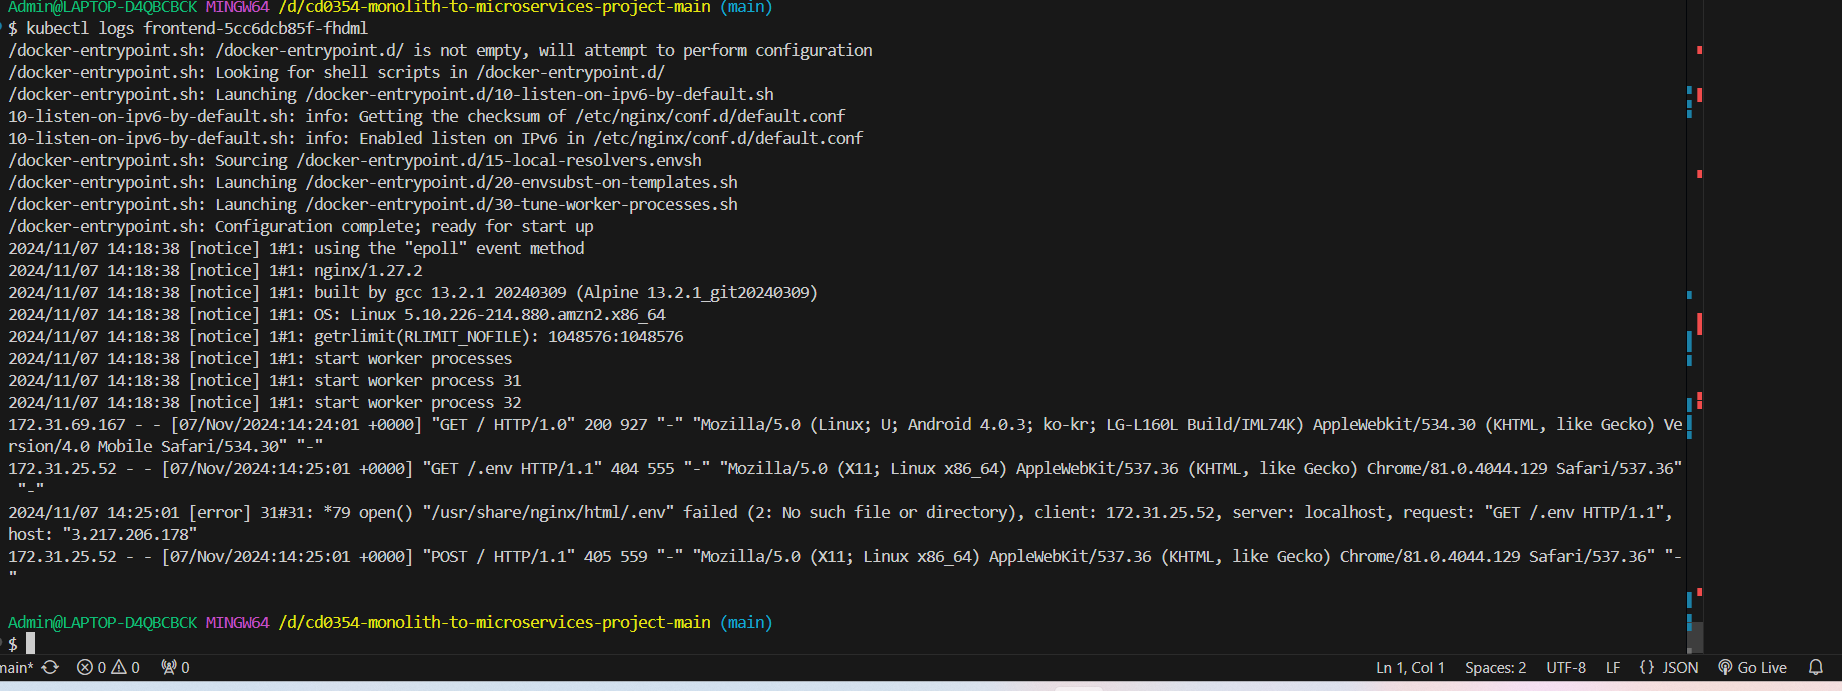 Admin@LAPTOP-D4QBCBCK MINGW64 /d/cd0354-monolith-to-microservices-project-main (main)
$ kubectl logs frontend-5cc6dcb85f-fhdml
/docker-entrypoint.sh: /docker-entrypoint.d/ is not empty, will attempt to perform configuration
/docker-entrypoint.sh: Looking for shell scripts in /docker-entrypoint.d/
/docker-entrypoint.sh: Launching /docker-entrypoint.d/10-listen-on-ipv6-by-default.sh
10-listen-on-ipv6-by-default.sh: info: Getting the checksum of /etc/nginx/conf.d/default.conf
10-listen-on-ipv6-by-default.sh: info: Enabled listen on IPv6 in /etc/nginx/conf.d/default.conf
/docker-entrypoint.sh: Sourcing /docker-entrypoint.d/15-local-resolvers.envsh
/docker-entrypoint.sh: Launching /docker-entrypoint.d/20-envsubst-on-templates.sh
/docker-entrypoint.sh: Launching /docker-entrypoint.d/30-tune-worker-processes.sh
/docker-entrypoint.sh: Configuration complete; ready for start up
2024/11/07 14:18:38 [notice] 1#1: using the "epoll" event method
2024/11/07 14:18:38 [notice] 1#1: nginx/1.27.2
2024/11/07 14:18:38 [notice] 1#1: built by gcc 13.2.1 20240309 (Alpine 13.2.1_git20240309)
2024/11/07 14:18:38 [notice] 1#1: OS: Linux 5.10.226-214.880.amzn2.x86_64
2024/11/07 14:18:38 [notice] 1#1: getrlimit(RLIMIT_NOFILE): 1048576:1048576
2024/11/07 14:18:38 [notice] 1#1: start worker processes
2024/11/07 14:18:38 [notice] 1#1: start worker process 31
2024/11/07 14:18:38 [notice] 1#1: start worker process 32
172.31.69.167 - - [07/Nov/2024:14:24:01 +0000] "GET / HTTP/1.0" 200 927 "-" "Mozilla/5.0 (Linux; U; Android 4.0.3; ko-kr; LG-L160L Build/IML74K) AppleWebkit/534.30 (KHTML, like Gecko) Ve
rsion/4.0 Mobile Safari/534.30" "-"
172.31.25.52 - - [07/Nov/2024:14:25:01 +0000] "GET /.env HTTP/1.1" 404 555 "-" "Mozilla/5.0 (X11; Linux x86_64) AppleWebKit/537.36 (KHTML, like Gecko) Chrome/81.0.4044.129 Safari/537.36"
"-"
2024/11/07 14:25:01 [error] 31#31: *79 open() "/usr/share/nginx/html/.env" failed (2: No such file or directory), client: 172.31.25.52, server: localhost, request: "GET /.env HTTP/1.1",
host: "3.217.206.178"
172.31.25.52 - - [07/Nov/2024:14:25:01 +0000] "POST / HTTP/1.1" 405 559 "-" "Mozilla/5.0 (X11; Linux x86_64) AppleWebKit/537.36 (KHTML, like Gecko) Chrome/81.0.4044.129 Safari/537.36" "-
"
Admin@LAPTOP-D4QBCBCK MINGW64 /d/cd0354-monolith-to-microservices-project-main (main)
$
main* 0 0 0 Ln 1, Col 1 Spaces: 2 UTF-8 LF {} JSON Go Live